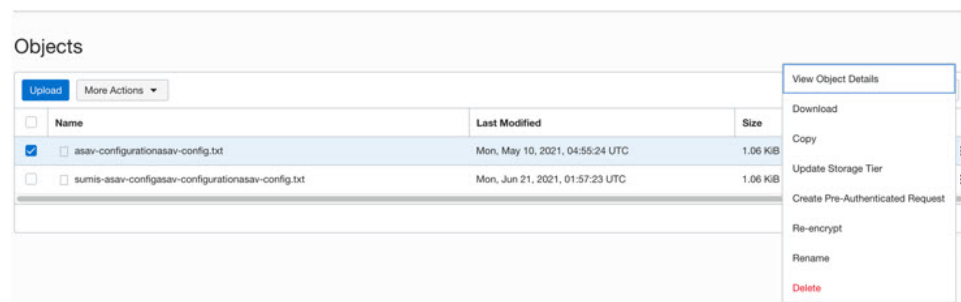 Objects
Upload
More Actions
Name Last Modified Size
asav-configurationasav-config.txt Mon, May 10, 2021, 04:55:24 UTC 1.06 KiB
sumis-asav-configasav-configurationasav-config.txt Mon, Jun 21, 2021, 01:57:23 UTC 1.06 KiB
View Object Details
Download
Copy
Update Storage Tier
Create Pre-Authenticated Request
Re-encrypt
Rename
Delete